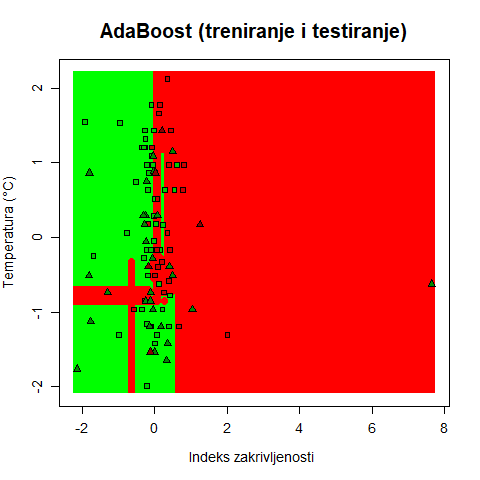 AdaBoost (treniranje i testiranje)
Temperatura (°C)
2
1
0
-1
-2
-2 0 2 4 6 8
Indeks zakrivljenosti